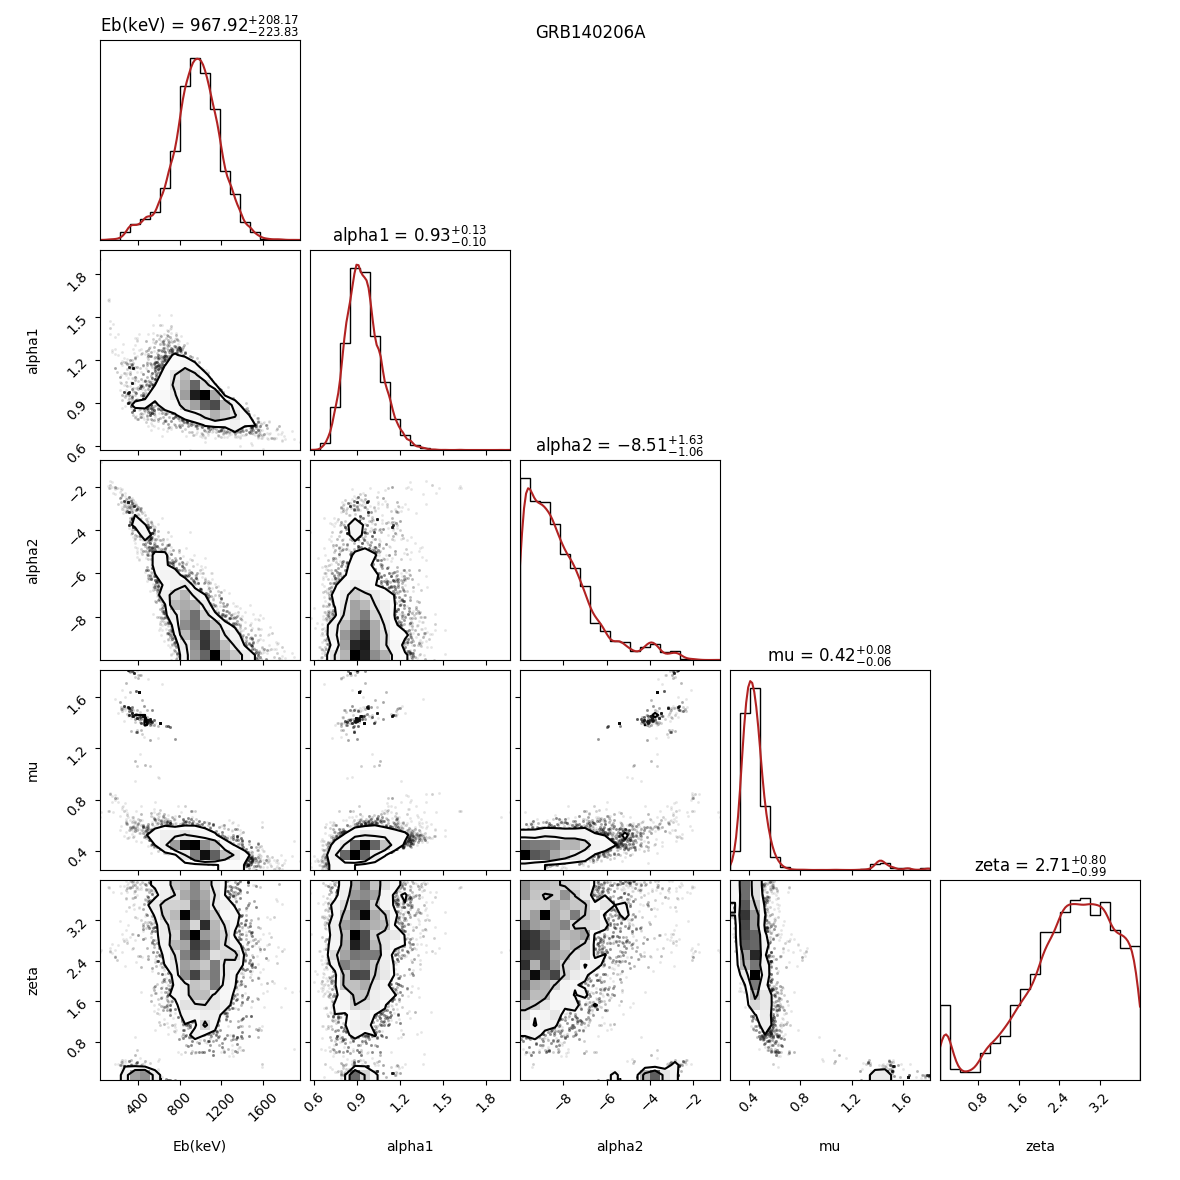 Eb(keV) = 967.92+208.17−223.83
GRB140206A
alpha1 = 0.93+0.13−0.10
1.8
1.5
1.2
0.9
0.6
alpha1
alpha2 = −8.51+1.63−1.06
−2
−4
−6
−8
alpha2
mu = 0.42+0.08−0.06
1.6
1.2
0.8
0.4
mu
zeta = 2.71+0.80−0.99
3.2
2.4
1.6
0.8
zeta
400 800 1200 1600
0.6 0.9 1.2 1.5 1.8
−8 −6 −4 −2
0.4 0.8 1.2 1.6
0.8 1.6 2.4 3.2
Eb(keV) alpha1 alpha2 mu zeta